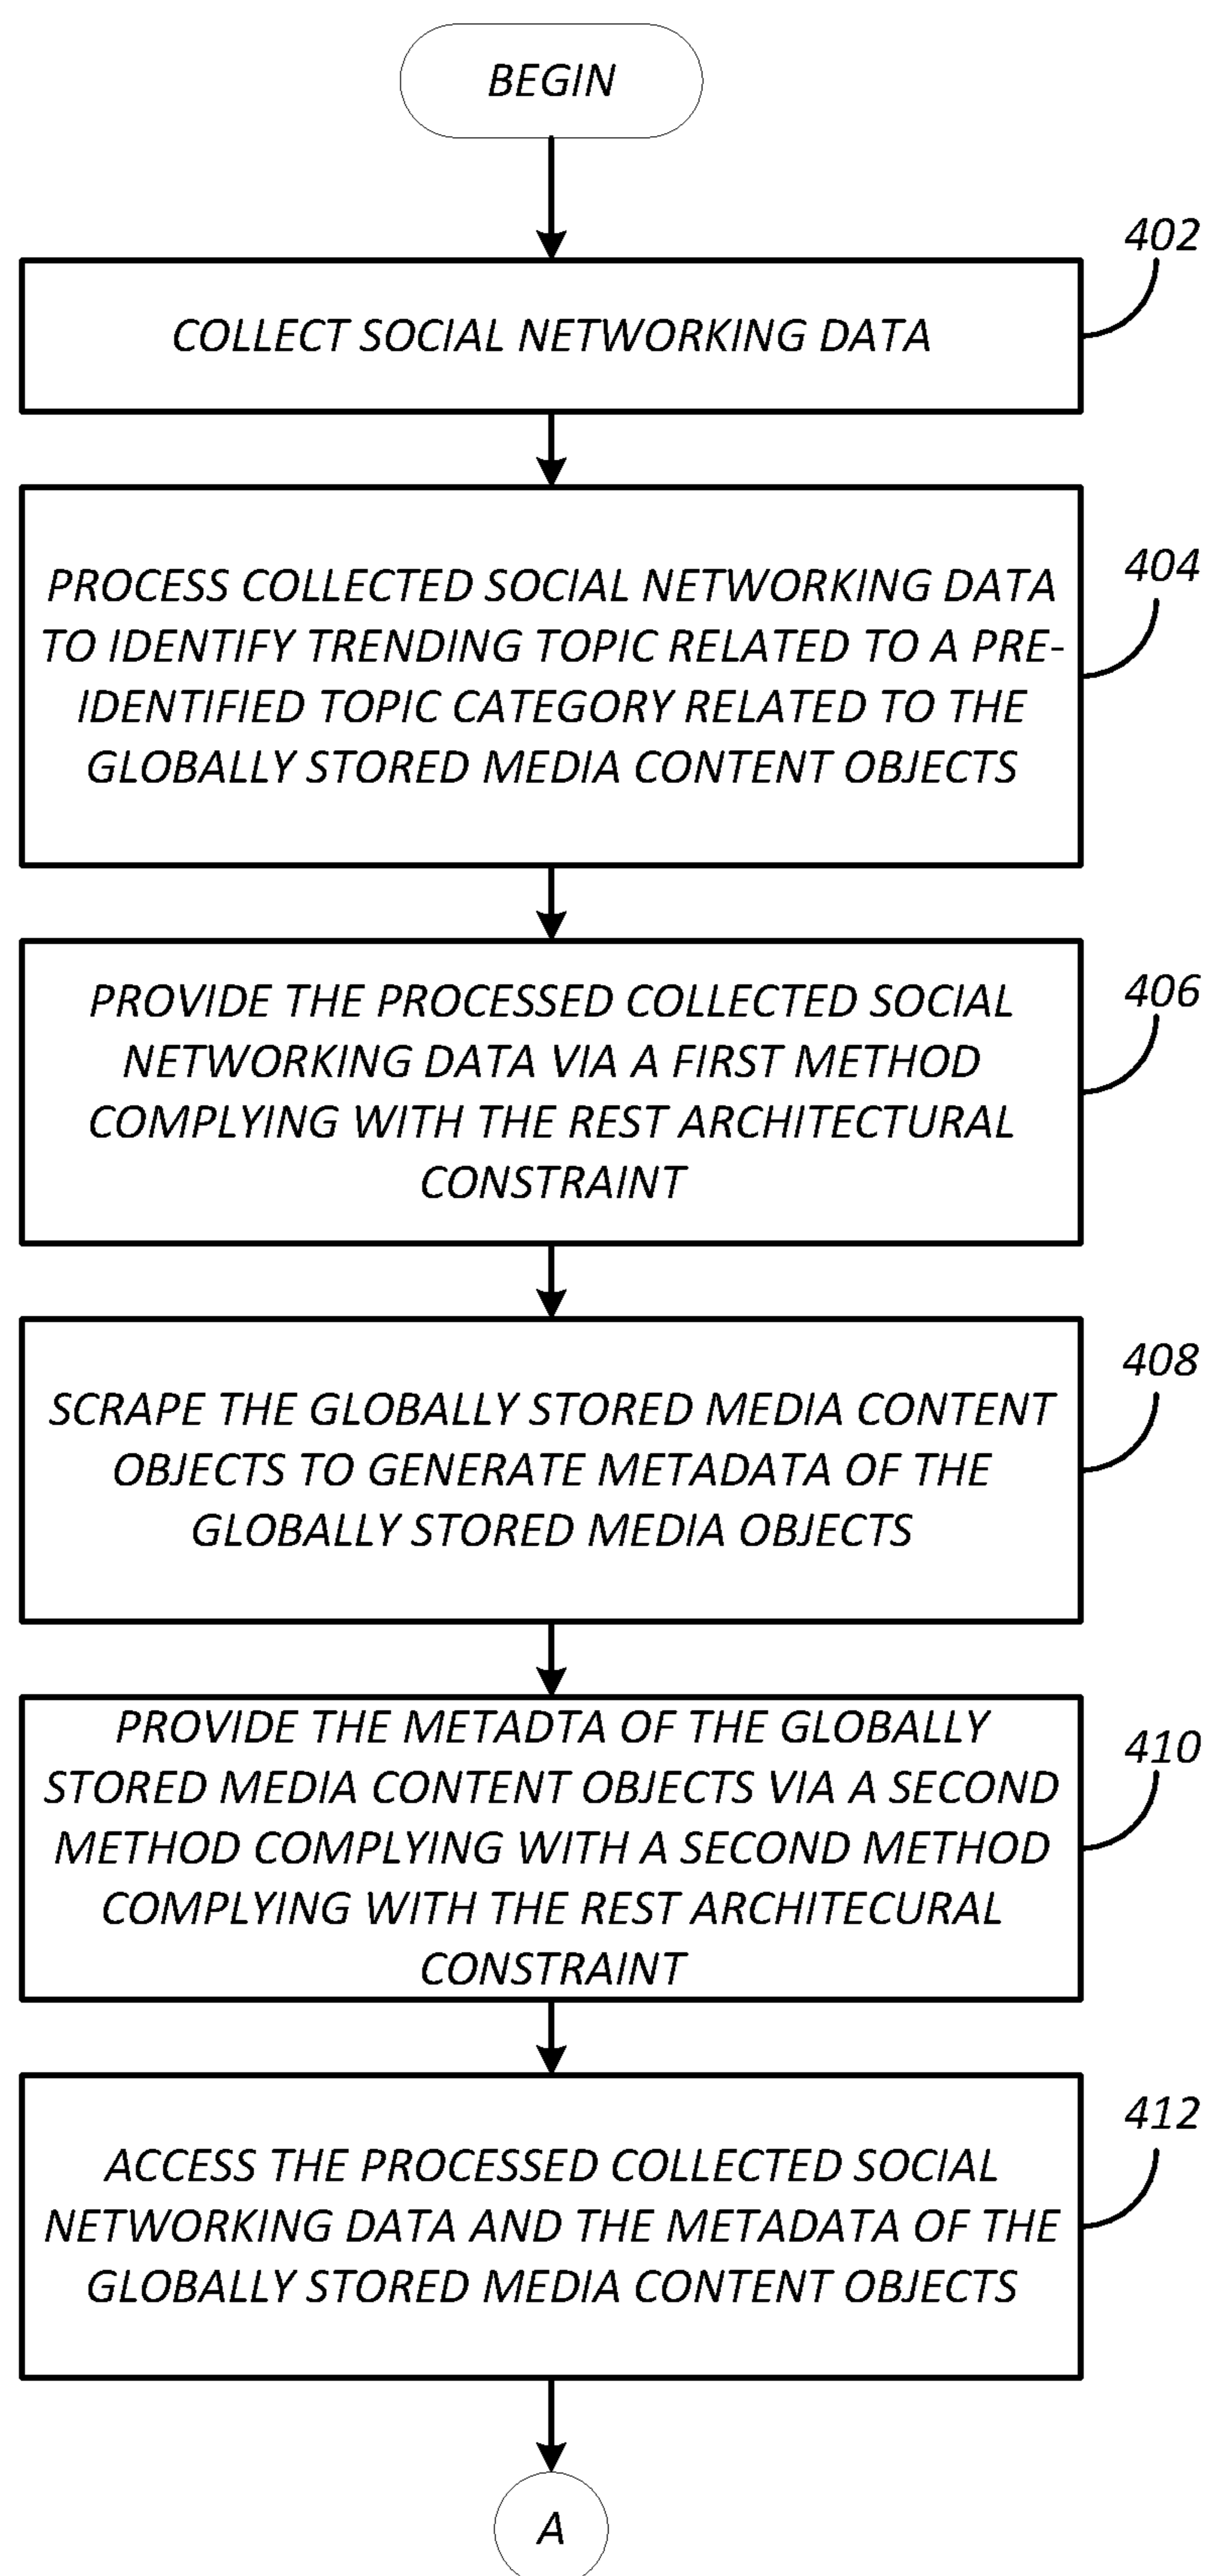 BEGIN
402
COLLECT SOCIAL NETWORKING DATA
404
PROCESS COLLECTED SOCIAL NETWORKING DATA
TO IDENTIFY TRENDING TOPIC RELATED TO A PRE-
IDENTIFIED TOPIC CATEGORY RELATED TO THE
GLOBALLY STORED MEDIA CONTENT OBJECTS
406
PROVIDE THE PROCESSED COLLECTED SOCIAL
NETWORKING DATA VIA A FIRST METHOD
COMPLYING WITH THE REST ARCHITECTURAL
CONSTRAINT
408
SCRAPE THE GLOBALLY STORED MEDIA CONTENT
OBJECTS TO GENERATE METADATA OF THE
GLOBALLY STORED MEDIA OBJECTS
410
PROVIDE THE METADTA OF THE GLOBALLY
STORED MEDIA CONTENT OBJECTS VIA A SECOND
METHOD COMPLYING WITH A SECOND METHOD
COMPLYING WITH THE REST ARCHITECURAL
CONSTRAINT
412
ACCESS THE PROCESSED COLLECTED SOCIAL
NETWORKING DATA AND THE METADATA OF THE
GLOBALLY STORED MEDIA CONTENT OBJECTS
A